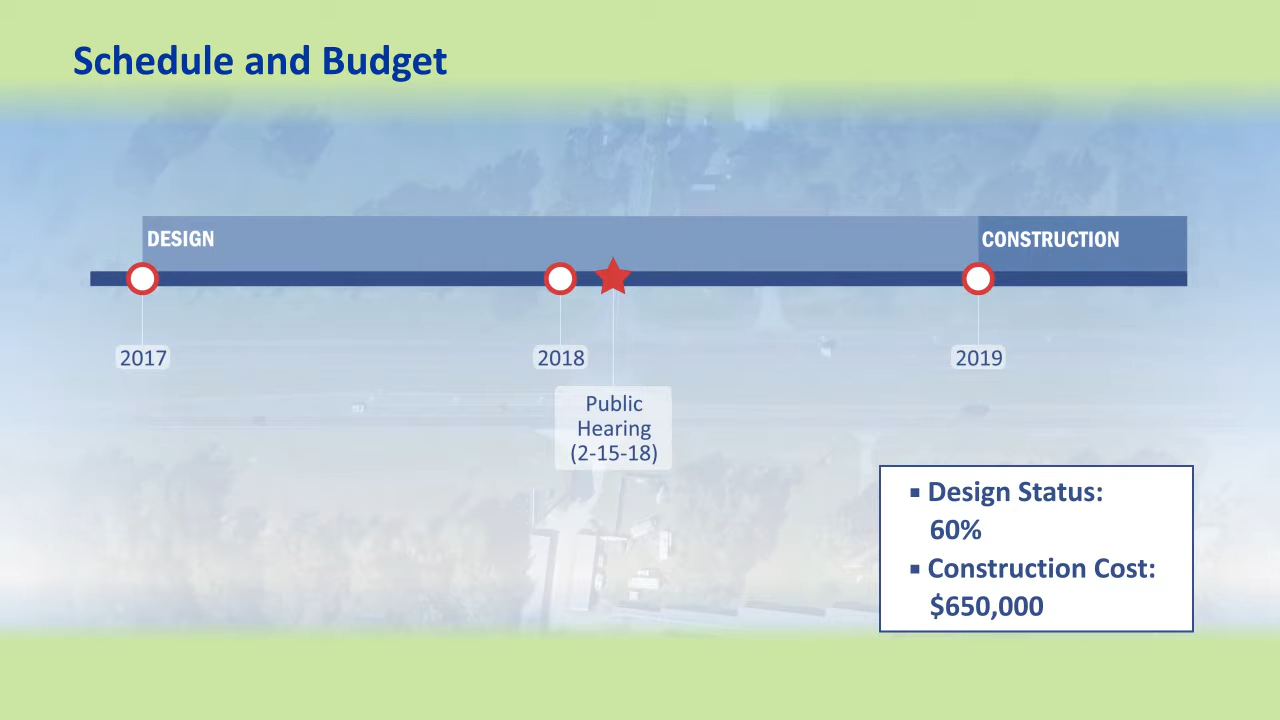 Schedule and Budget
DESIGN
CONSTRUCTION
2017
2018
2019
Public
Hearing
(2-15-18)
▪ Design Status:
60%
▪ Construction Cost:
$650,000